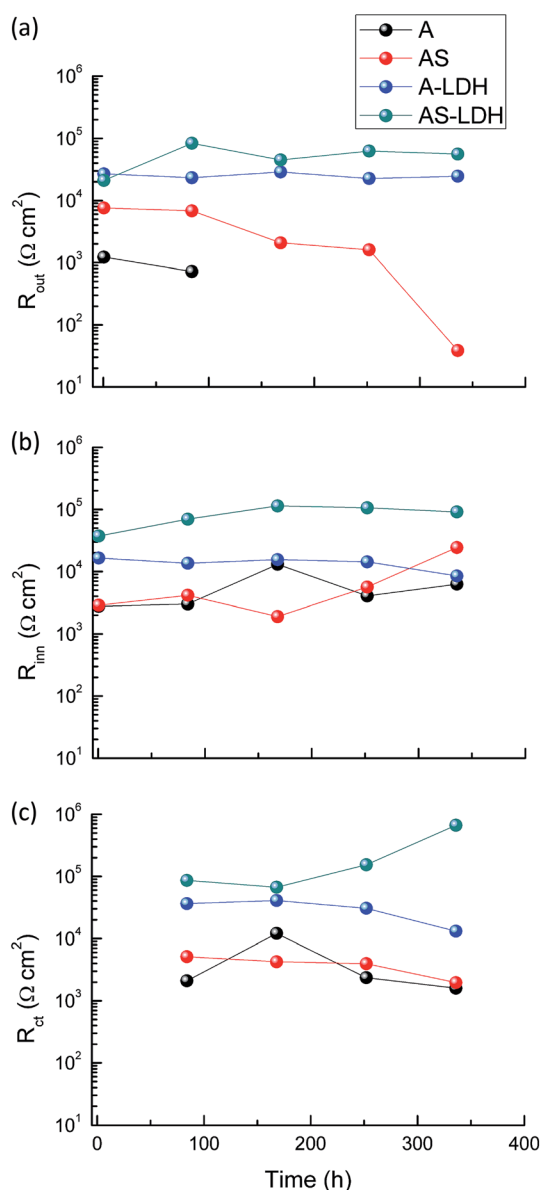 (a)
A
AS
A-LDH
AS-LDH
10⁶
10⁵
10⁴
10³
10²
10¹
R_out (Ω cm²)
(b)
10⁶
10⁵
10⁴
10³
10²
10¹
R_inn (Ω cm²)
(c)
10⁶
10⁵
10⁴
10³
10²
10¹
R_ct (Ω cm²)
0 100 200 300 400
Time (h)